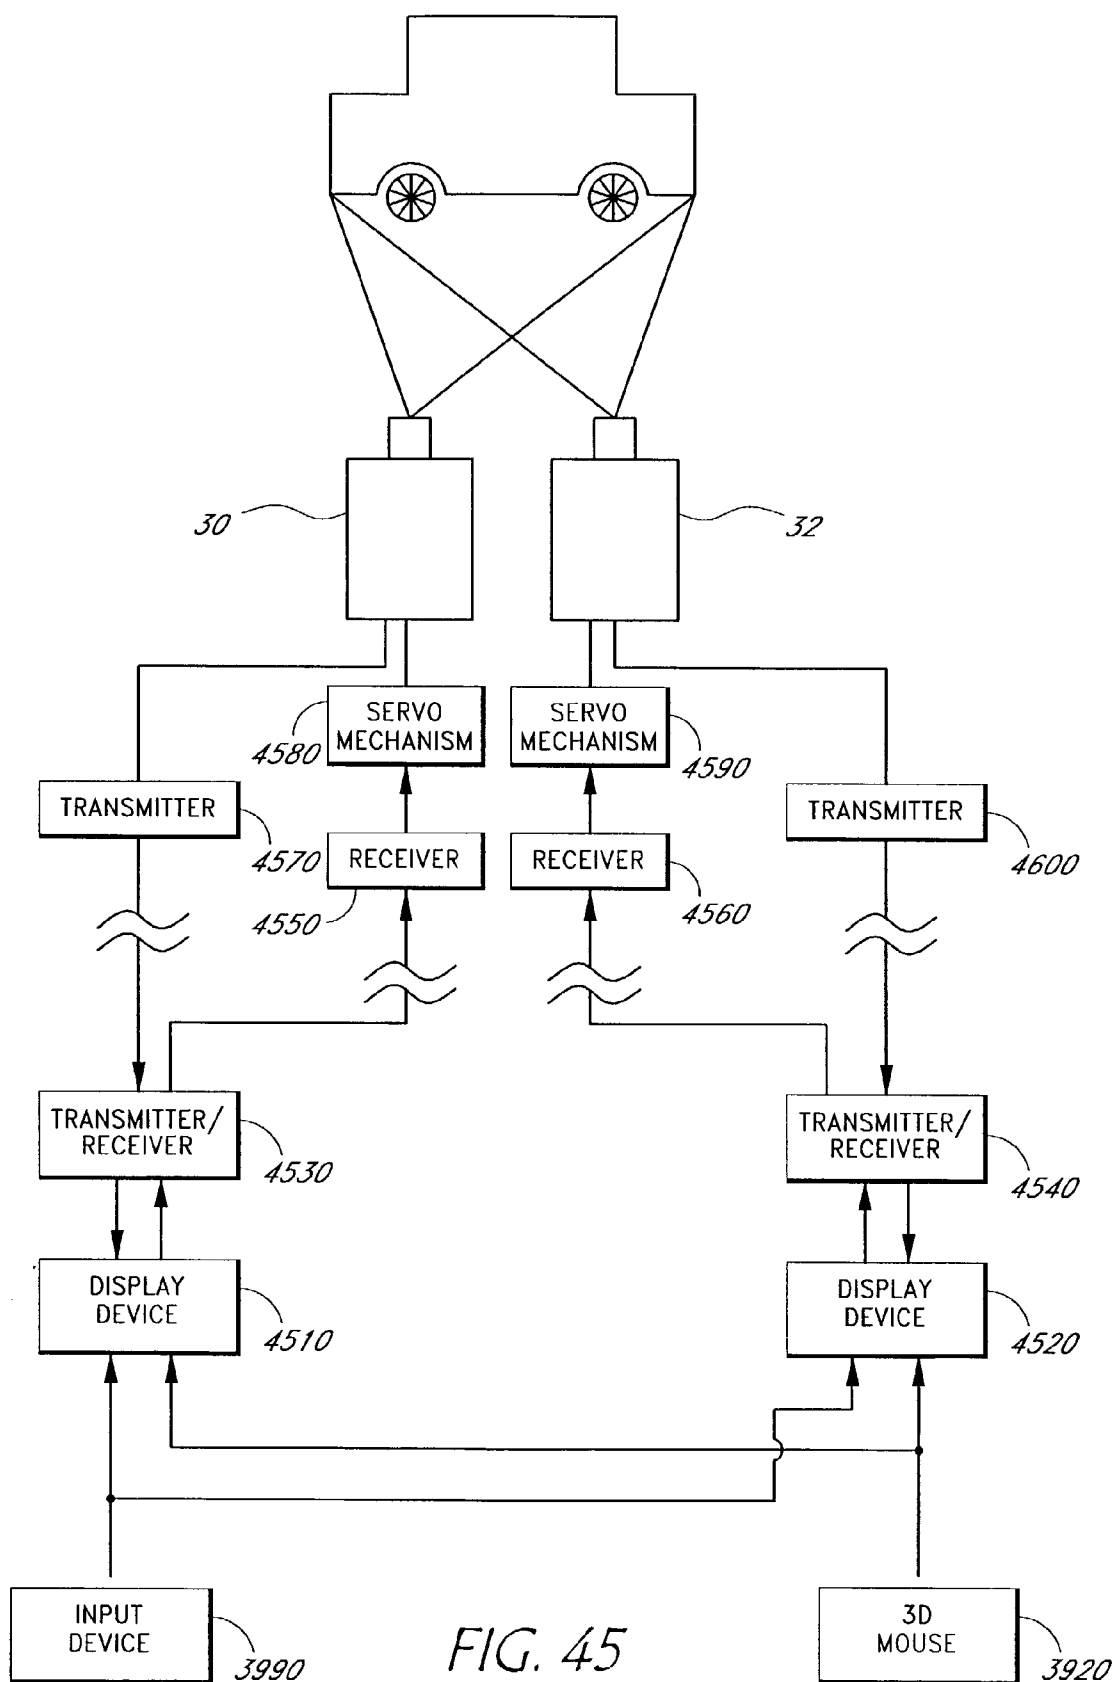 30
32
SERVO
MECHANISM
4580
SERVO
MECHANISM
4590
TRANSMITTER
4570
RECEIVER
4550
RECEIVER
4560
TRANSMITTER
4600
TRANSMITTER/
RECEIVER
4530
TRANSMITTER/
RECEIVER
4540
DISPLAY
DEVICE
4510
DISPLAY
DEVICE
4520
INPUT
DEVICE
3990
FIG. 45
3D
MOUSE
3920